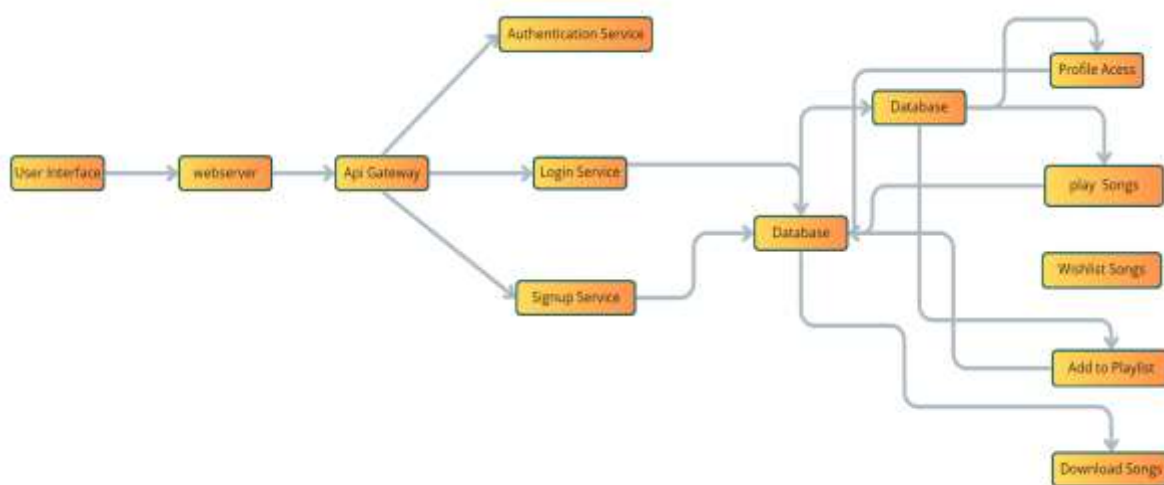 Authentication Service
Profile Acess
Database
User Interface
webserver
Api Gateway
Login Service
play Songs
Database
Wishlist Songs
Signup Service
Add to Playlist
Download Songs